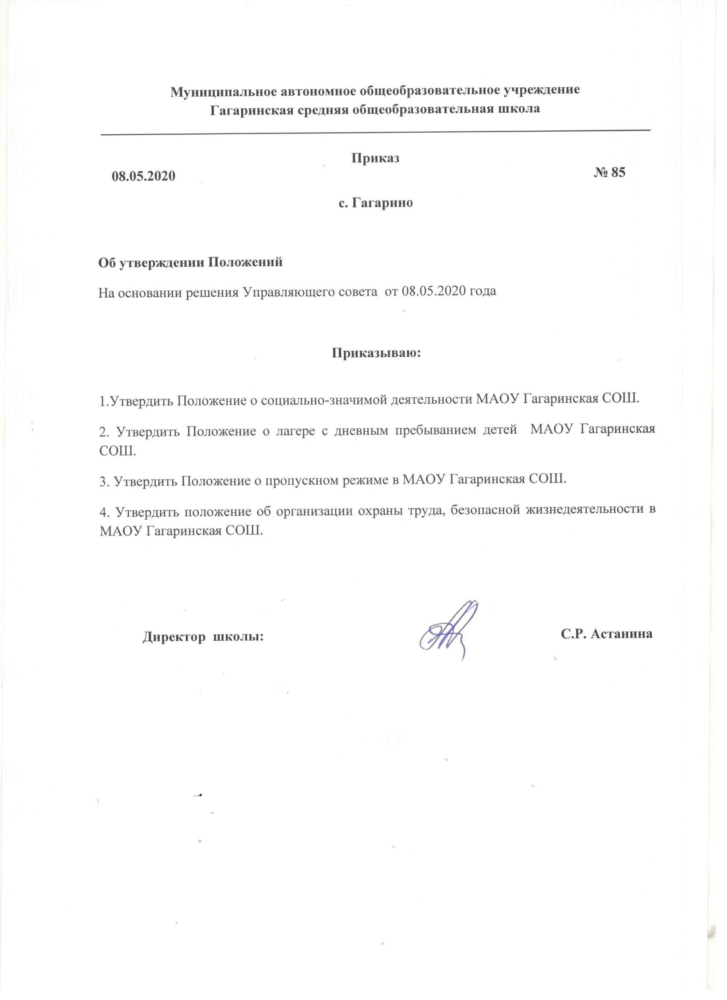 Муниципальное автономное общеобразовательное учреждение
Гагаринская средняя общеобразовательная школа
Приказ
08.05.2020 № 85
с. Гагарино
Об утверждении Положений
На основании решения Управляющего совета от 08.05.2020 года
Приказываю:
1.Утвердить Положение о социально-значимой деятельности МАОУ Гагаринская СОШ.
2. Утвердить Положение о лагере с дневным пребыванием детей МАОУ Гагаринская
СОШ.
3. Утвердить Положение о пропускном режиме в МАОУ Гагаринская СОШ.
4. Утвердить положение об организации охраны труда, безопасной жизнедеятельности в
МАОУ Гагаринская СОШ.
Директор школы: С.Р. Астанина